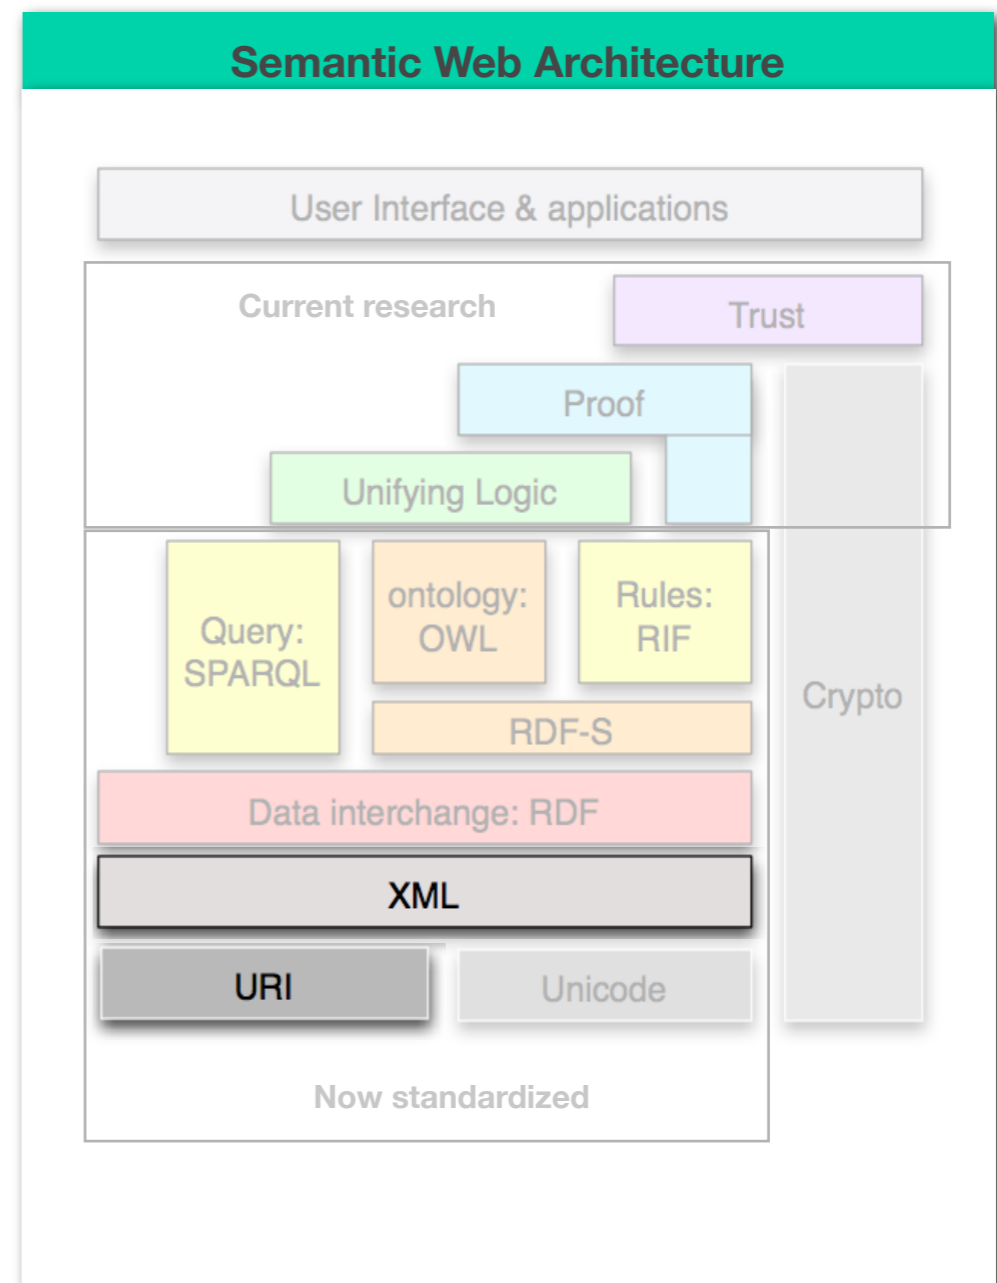 Semantic Web Architecture
User Interface & applications
Current research
Trust
Proof
Unifying Logic
Query:
SPARQL
ontology:
OWL
Rules:
RIF
RDF-S
Crypto
Data interchange: RDF
XML
URI
Unicode
Now standardized